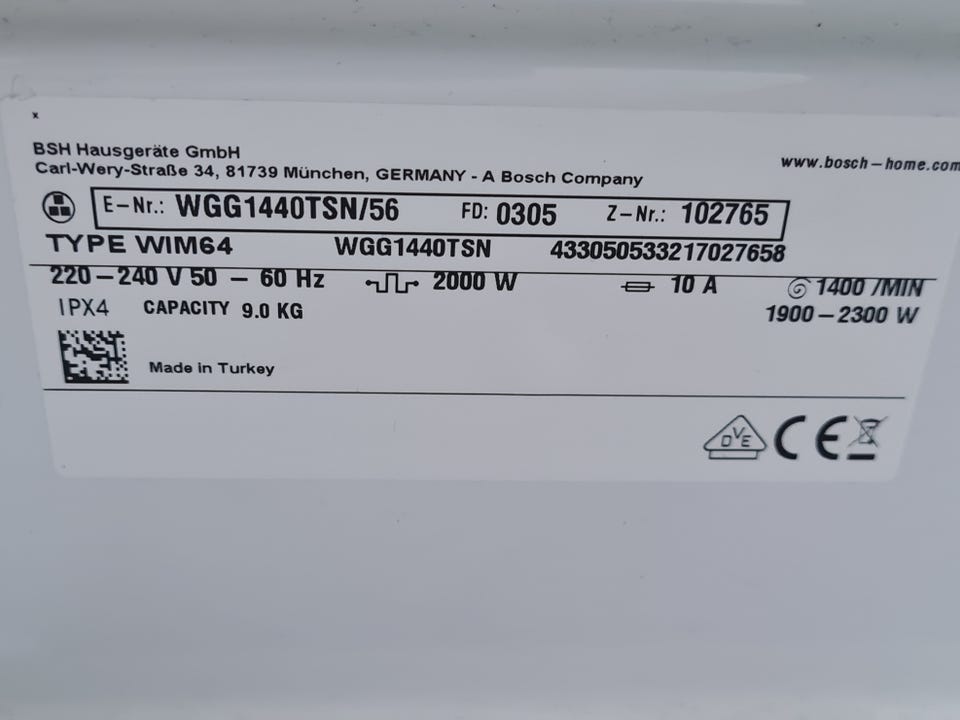 x
BSH Hausgeräte GmbH
Carl-Wery-Straße 34, 81739 München, GERMANY - A Bosch Company
www.bosch-home.com
E-Nr.: WGG1440TSN/56 FD: 0305 Z-Nr.: 102765
TYPE WIM64 WGG1440TSN 433050533217027658
220-240 V 50 - 60 Hz 2000 W 10 A 1400 /MIN
IPX4 CAPACITY 9.0 KG 1900-2300 W
Made in Turkey
DVE CE